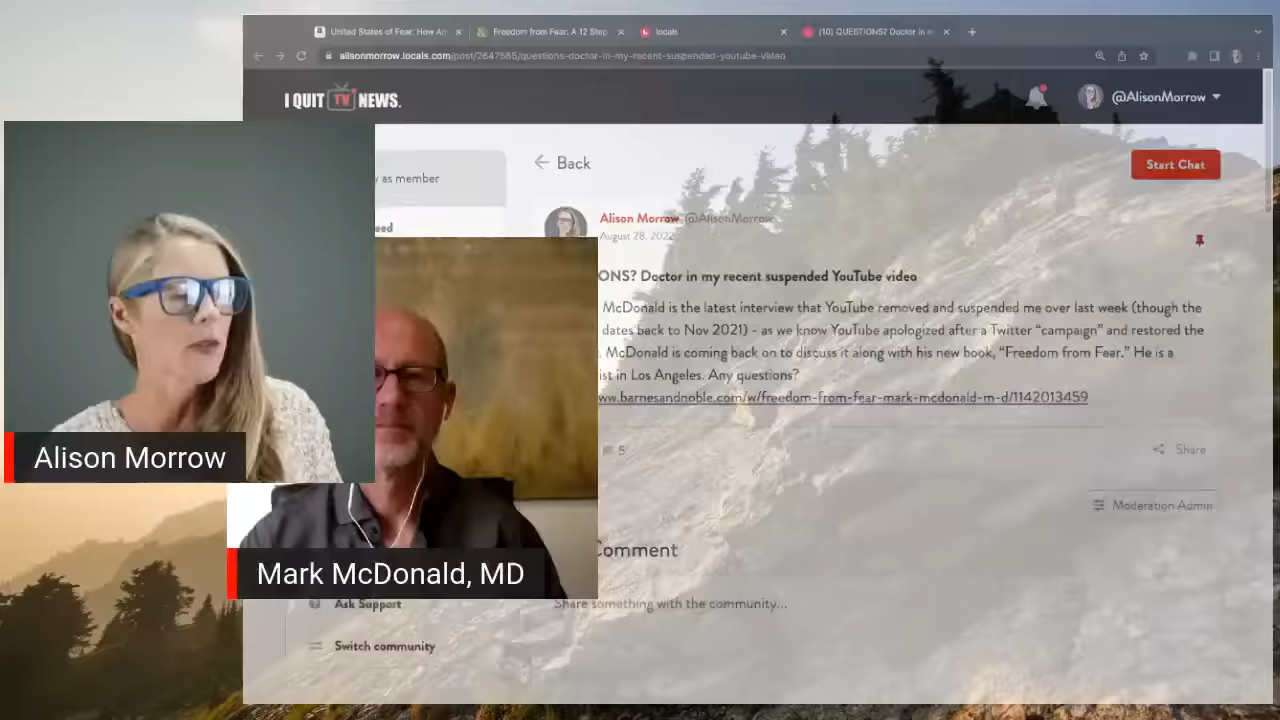 United States of Fear: How Am
Freedom from Fear: A 12 Step
locals
(10) QUESTIONS? Doctor in m
alisonmorrow.locals.com/post/2647585/questions-doctor-in-my-recent-suspended-youtube-video
I QUIT TV NEWS.
@AlisonMorrow
y as member
Back
Start Chat
Alison Morrow @AlisonMorrow
August 28, 2022
ONS? Doctor in my recent suspended YouTube video
McDonald is the latest interview that YouTube removed and suspended me over last week (though the
dates back to Nov 2021) - as we know YouTube apologized after a Twitter “campaign” and restored the
. McDonald is coming back on to discuss it along with his new book, “Freedom from Fear.” He is a
ist in Los Angeles. Any questions?
ww.barnesandnoble.com/w/freedom-from-fear-mark-mcdonald-m-d/1142013459
5
Share
Alison Morrow
Moderation Admin
Comment
Mark McDonald, MD
Ask Support
Share something with the community...
Switch community